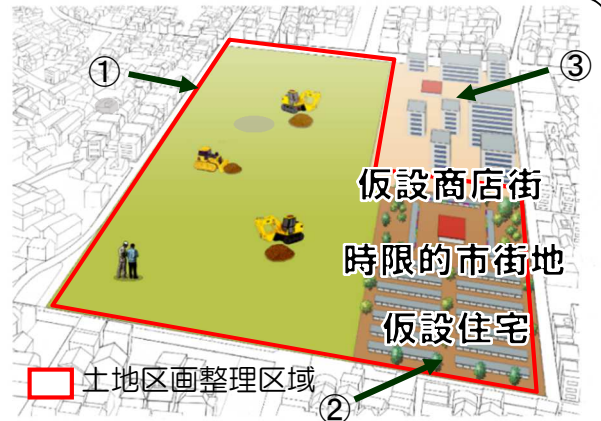 ①
③
仮設商店街
時限的市街地
仮設住宅
土地区画整理区域
②